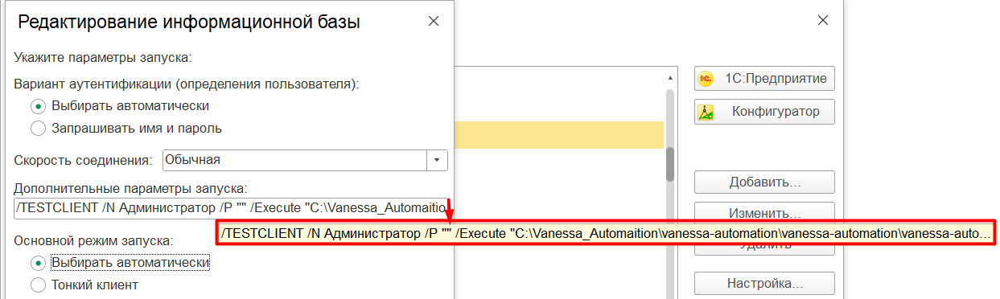 Редактирование информационной базы
Укажите параметры запуска:
Вариант аутентификации (определения пользователя):
Выбирать автоматически
Запрашивать имя и пароль
Скорость соединения: Обычная
Дополнительные параметры запуска:
/TESTCLIENT /N Администратор /P "" /Execute "C:\Vanessa_Automaitio
/TESTCLIENT /N Администратор /P "" /Execute "C:\Vanessa_Automaition\vanessa-automation\vanessa-automation\vanessa-auto...
Основной режим запуска:
Выбирать автоматически
Тонкий клиент
1С:Предприятие
Конфигуратор
Добавить...
Изменить...
Удалить
Настройка...